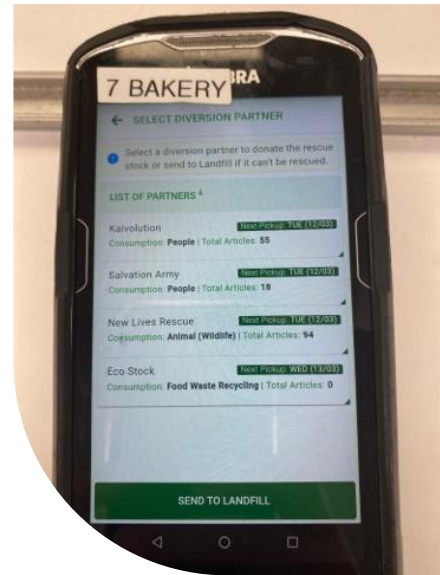 7 BAKERY
BRA
← SELECT DIVERSION PARTNER
Select a diversion partner to donate the rescue
stock or send to Landfill if it can't be rescued.
LIST OF PARTNERS 4
Kaivolution
Next Pickup: TUE (12/03)
Consumption: People | Total Articles: 55
Salvation Army
Next Pickup: TUE (12/03)
Consumption: People | Total Articles: 18
New Lives Rescue
Next Pickup: TUE (12/03)
Consumption: Animal (Wildlife) | Total Articles: 94
Eco Stock
Next Pickup: WED (13/03)
Consumption: Food Waste Recycling | Total Articles: 0
SEND TO LANDFILL